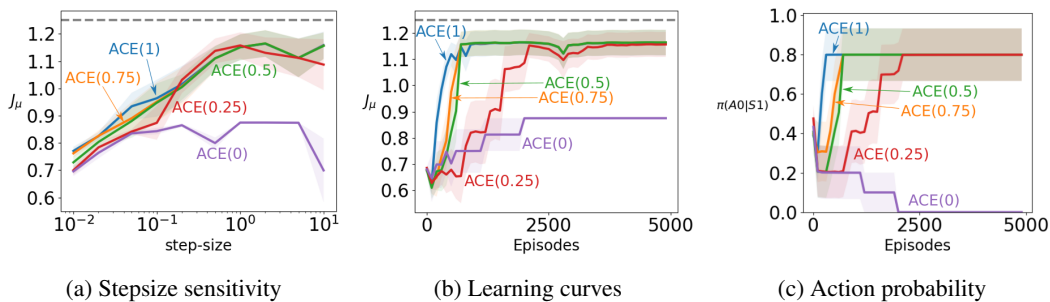 1.2
1.1
1.0
0.9
0.8
0.7
0.6
J_μ
ACE(1)
ACE(0.75)
ACE(0.5)
ACE(0.25)
ACE(0)
10^{-2}
10^{-1}
10^0
10^1
step-size
(a) Stepsize sensitivity
1.2
1.1
1.0
0.9
0.8
0.7
0.6
J_μ
ACE(1)
ACE(0.5)
ACE(0.75)
ACE(0)
ACE(0.25)
0
2500
5000
Episodes
(b) Learning curves
1.0
0.8
0.6
0.4
0.2
0.0
π(A0|S1)
ACE(1)
ACE(0.5)
ACE(0.75)
ACE(0.25)
ACE(0)
0
2500
5000
Episodes
(c) Action probability